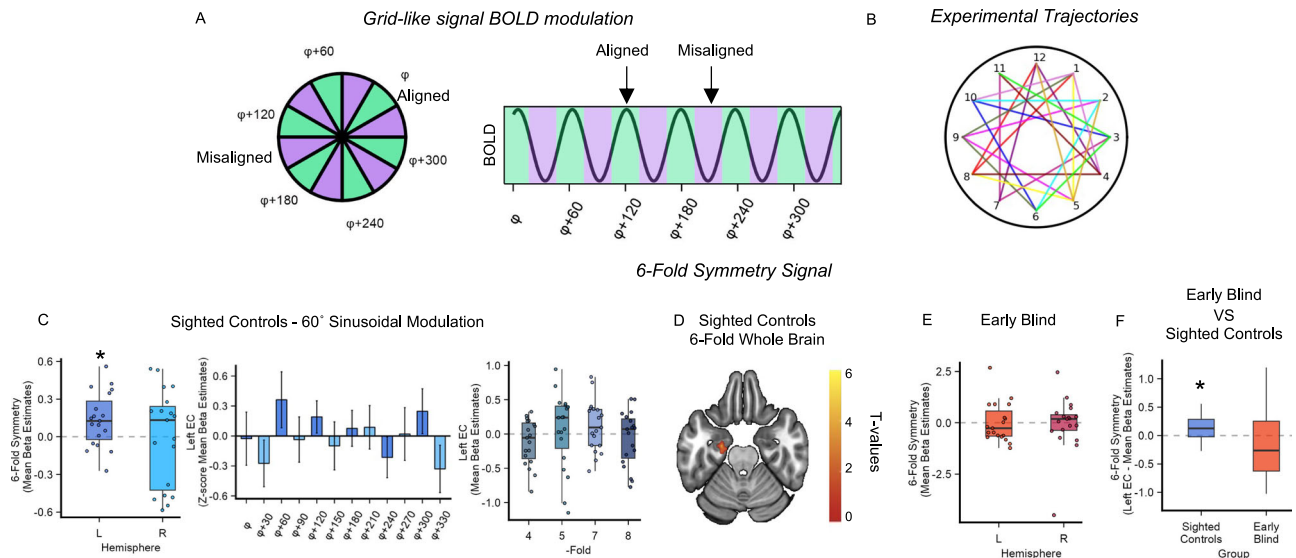 A
Grid-like signal BOLD modulation
φ+60
φ
Aligned
φ+120
Misaligned
φ+180
φ+240
φ+300
Aligned
Misaligned
BOLD
φ
φ+60
φ+120
φ+180
φ+240
φ+300
B
Experimental Trajectories
12
1
2
3
4
5
6
7
8
9
10
11
6-Fold Symmetry Signal
C
Sighted Controls - 60˚ Sinusoidal Modulation
6-Fold Symmetry
(Mean Beta Estimates)
0.6
0.3
0.0
-0.3
-0.6
*
L
R
Hemisphere
Left EC
(Z-score Mean Beta Estimates)
0.6
0.3
0.0
-0.3
-0.6
φ
φ+30
φ+60
φ+90
φ+120
φ+150
φ+180
φ+210
φ+240
φ+270
φ+300
φ+330
Left EC
(Mean Beta Estimates)
1.0
0.5
0.0
-0.5
-1.0
4
5
7
8
-Fold
D
Sighted Controls
6-Fold Whole Brain
6
4
2
0
T-values
E
Early Blind
6-Fold Symmetry
(Mean Beta Estimates)
2.5
0.0
-2.5
L
R
Hemisphere
Early Blind
VS
Sighted Controls
F
6-Fold Symmetry
(Left EC - Mean Beta Estimates)
1.0
0.5
0.0
-0.5
-1.0
*
Sighted
Controls
Early
Blind
Group